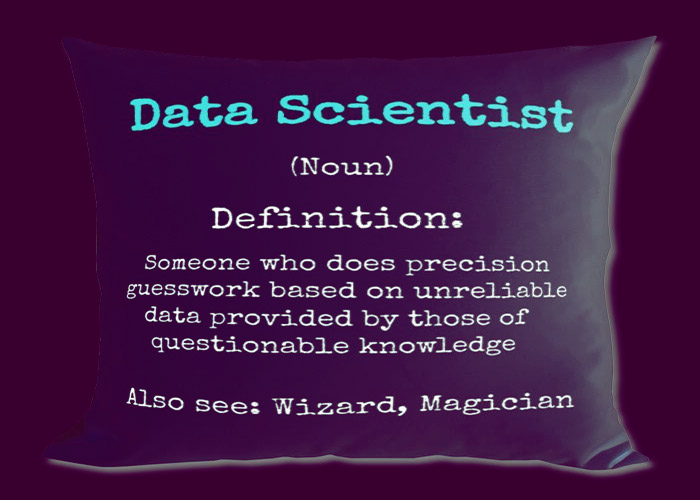 Data Scientist
(Noun)
Definition:
Someone who does precision
guesswork based on unreliable
data provided by those of
questionable knowledge
Also see: Wizard, Magician